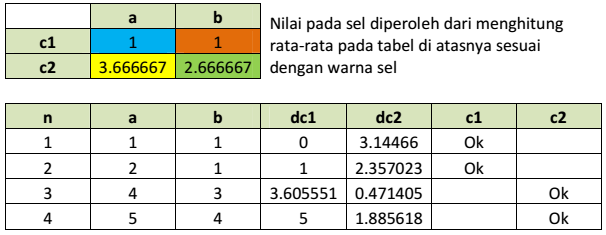 a b
c1 1 1
c2 3.666667 2.666667
Nilai pada sel diperoleh dari menghitung
rata-rata pada tabel di atasnya sesuai
dengan warna sel
n a b dc1 dc2 c1 c2
1 1 1 0 3.14466 Ok
2 2 1 1 2.357023 Ok
3 4 3 3.605551 0.471405 Ok
4 5 4 5 1.885618 Ok